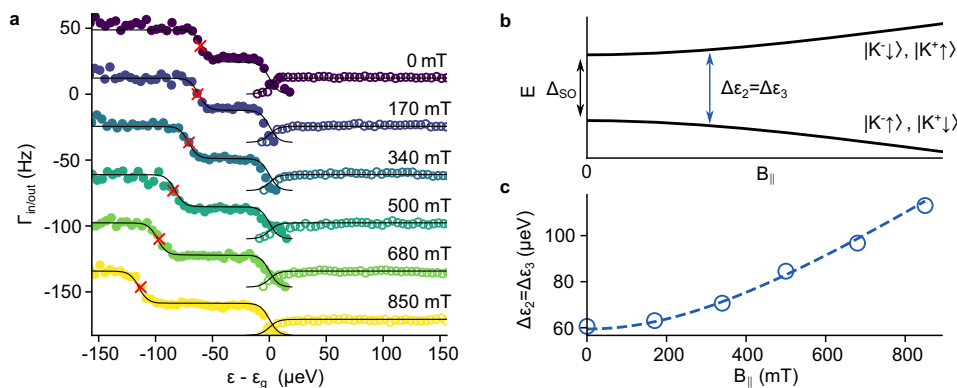 a
50
0
-50
-100
-150
Γin/out (Hz)
0 mT
170 mT
340 mT
500 mT
680 mT
850 mT
-150
-100
-50
0
50
100
150
ε - εg (μeV)
b
E
ΔSO
Δε2=Δε3
|K-↓⟩, |K+↑⟩
|K-↑⟩ , |K+↓⟩
0
B||
c
100
80
60
Δε2=Δε3 (μeV)
0
200
400
600
800
B|| (mT)